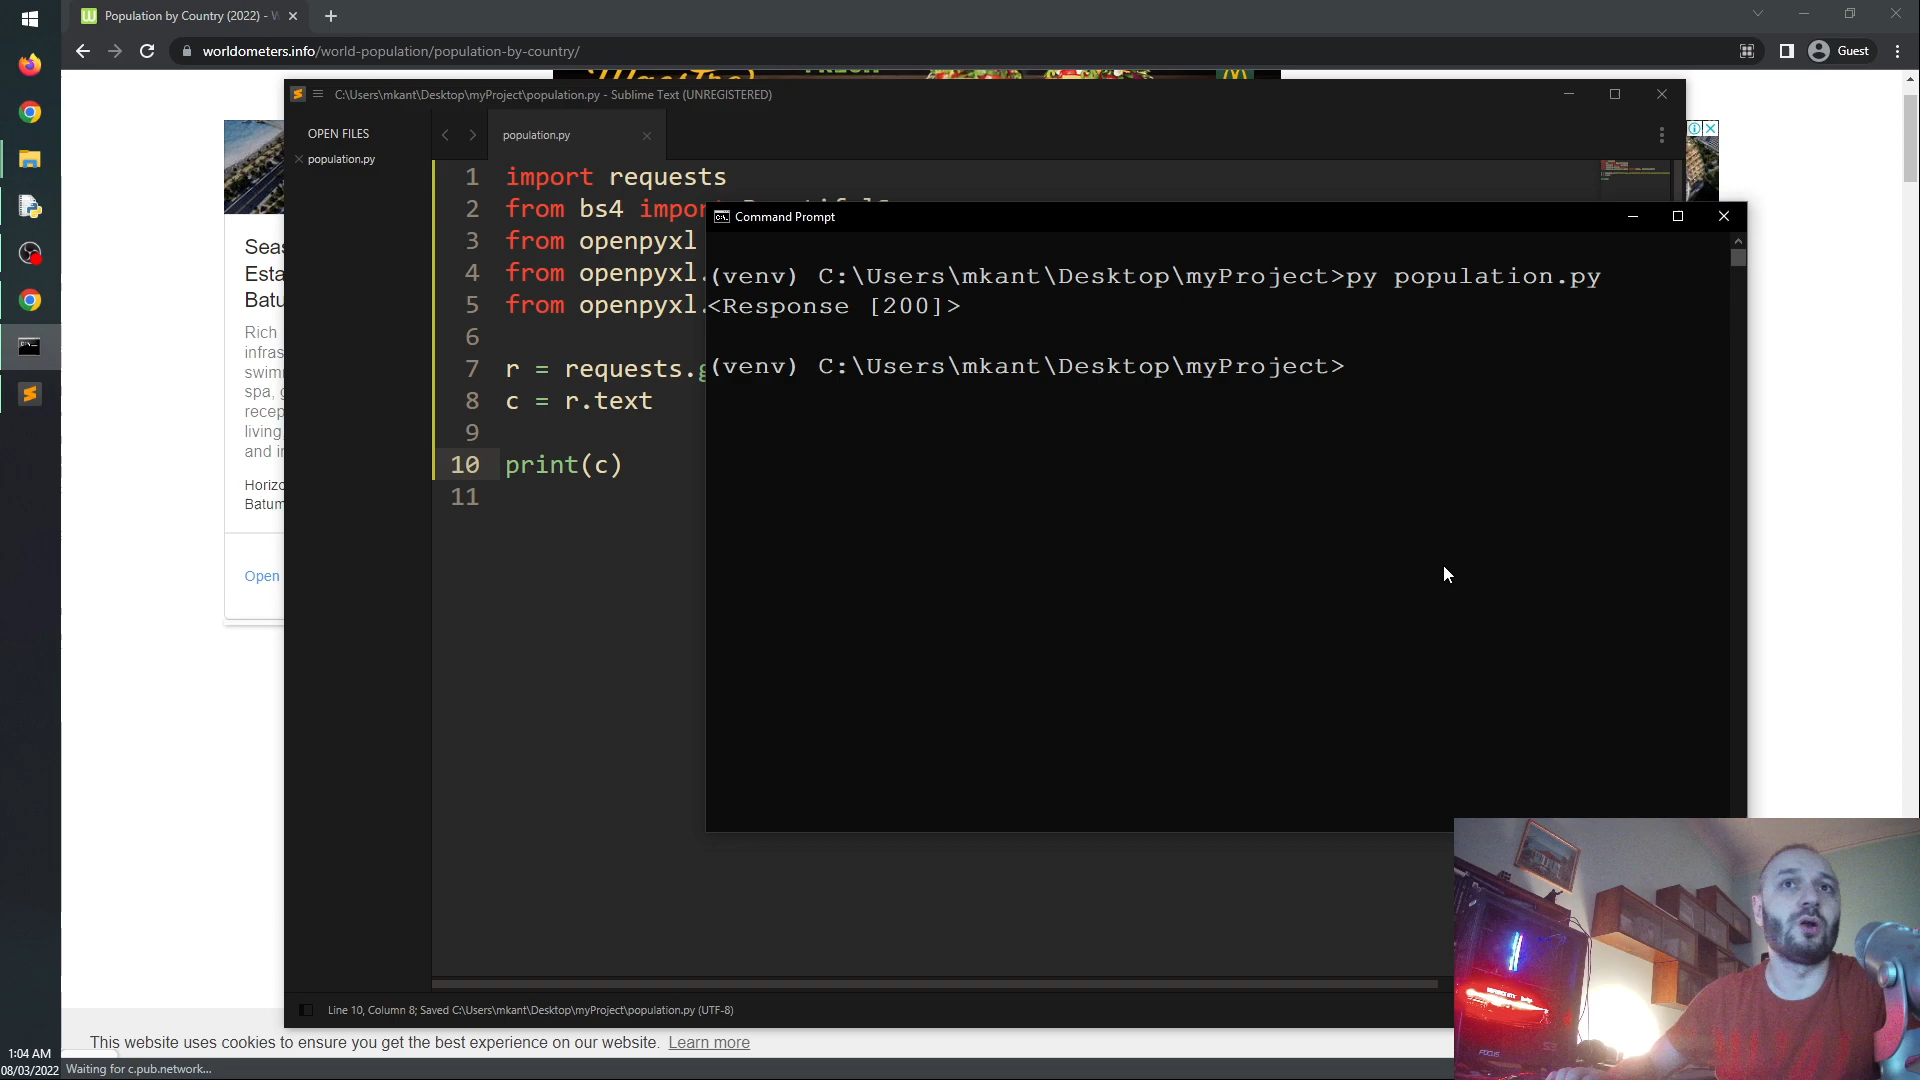 Population by Country (2022) - W
worldometers.info/world-population/population-by-country/
Guest
C:\Users\mkant\Desktop\myProject\population.py - Sublime Text (UNREGISTERED)
OPEN FILES
population.py
population.py
1 import requests
2 from bs4 impor
3 from openpyxl
4 from openpyxl.
5 from openpyxl.
6
7 r = requests.g
8 c = r.text
9
10 print(c)
11
Command Prompt
(venv) C:\Users\mkant\Desktop\myProject>py population.py
<Response [200]>
(venv) C:\Users\mkant\Desktop\myProject>
Seas
Esta
Batu
Rich
infras
swim
spa, g
recep
living
and in
Horizo
Batum
Open
Line 10, Column 8; Saved C:\Users\mkant\Desktop\myProject\population.py (UTF-8)
This website uses cookies to ensure you get the best experience on our website. Learn more
Waiting for c.pub.network...
1:04 AM
08/03/2022